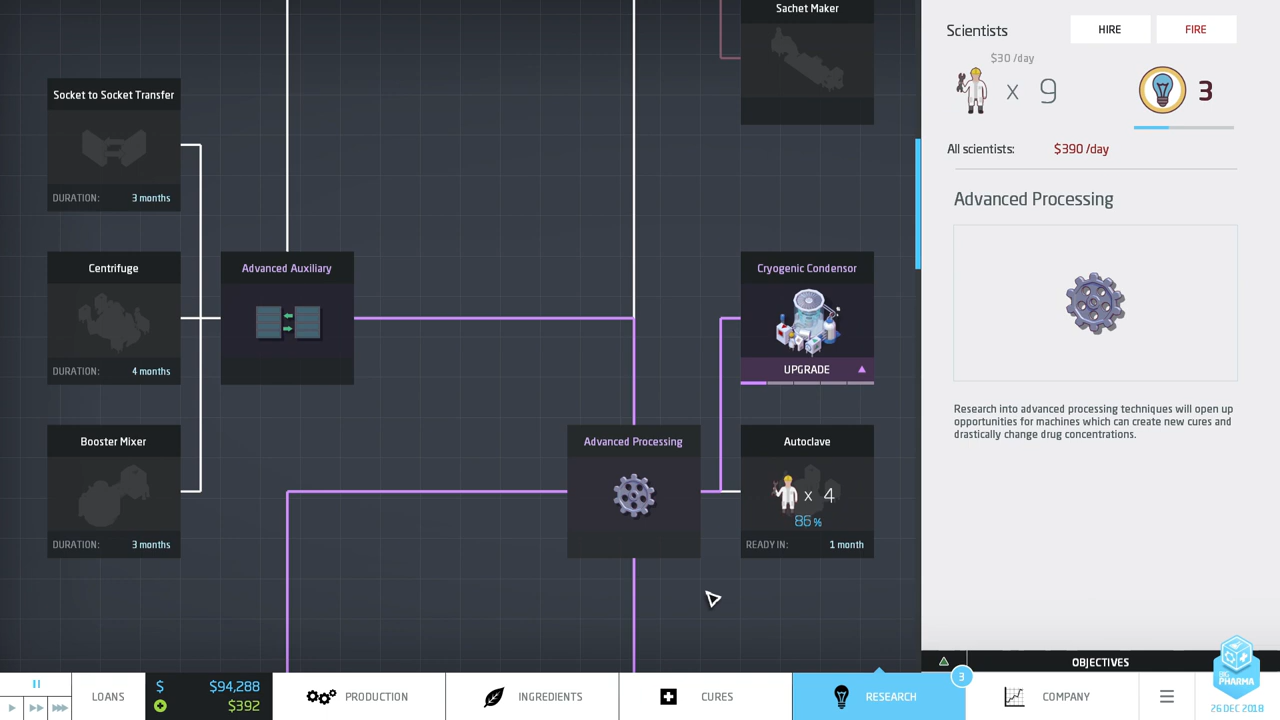 Sachet Maker
Socket to Socket Transfer
DURATION: 3 months
Centrifuge
DURATION: 4 months
Booster Mixer
DURATION: 3 months
Advanced Auxiliary
Advanced Processing
Cryogenic Condensor
UPGRADE
Autoclave
x 4
86 %
READY IN: 1 month
Scientists
HIRE
FIRE
$30 /day
x 9
3
All scientists: $390 /day
Advanced Processing
Research into advanced processing techniques will open up
opportunities for machines which can create new cures and
drastically change drug concentrations.
OBJECTIVES
3
LOANS
$ $94,288
$392
PRODUCTION
INGREDIENTS
CURES
RESEARCH
COMPANY
BIG
PHARMA
26 DEC 2018